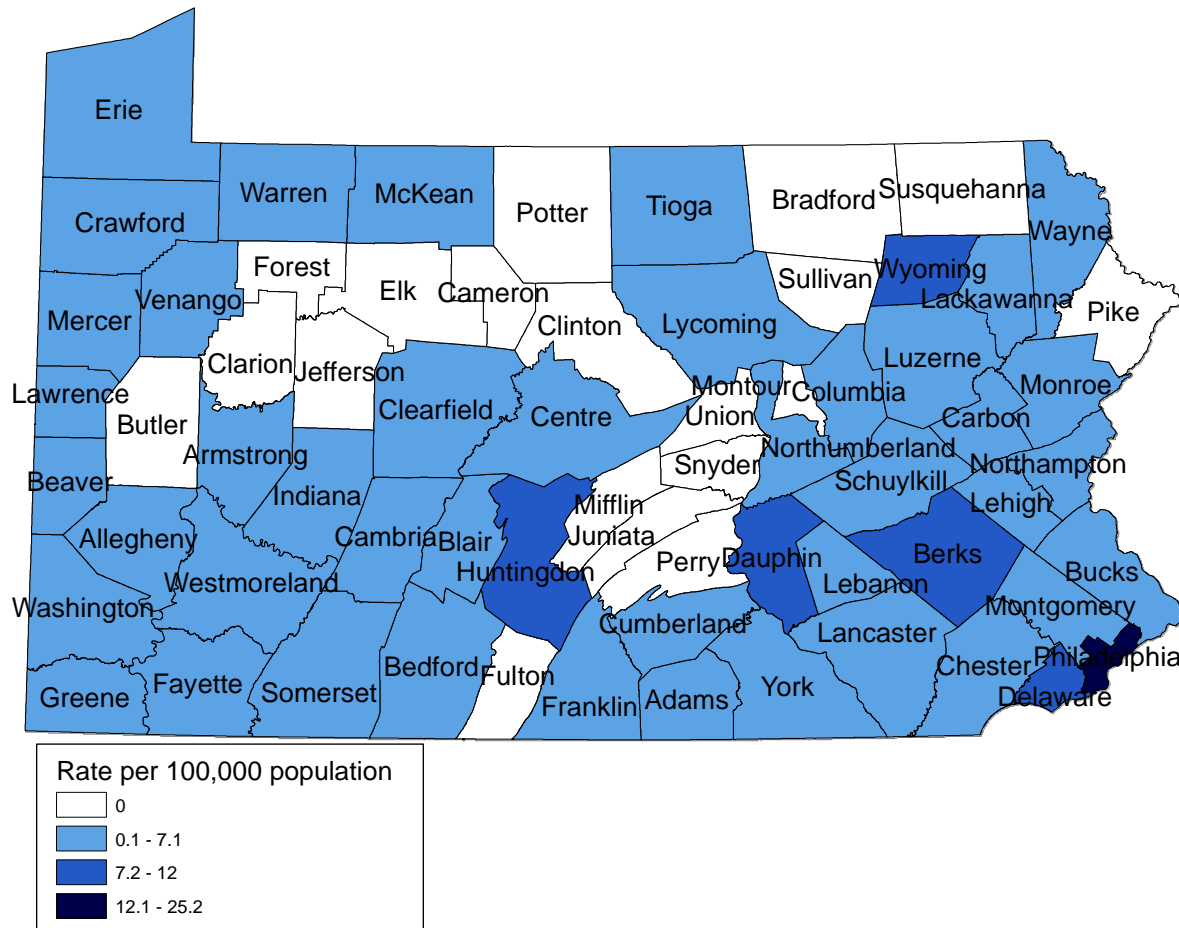 Erie
Warren
McKean
Potter
Tioga
Bradford
Susquehanna
Crawford
Wayne
Forest
Elk
Cameron
Sullivan
Wyoming
Venango
Lackawanna
Mercer
Clinton
Lycoming
Pike
Clarion
Jefferson
Luzerne
Lawrence
Clearfield
Montour
Columbia
Monroe
Butler
Centre
Union
Carbon
Armstrong
Northumberland
Snyder
Northampton
Beaver
Indiana
Schuylkill
Lehigh
Mifflin
Allegheny
Cambria
Blair
Juniata
Huntingdon
Perry
Dauphin
Berks
Westmoreland
Lebanon
Bucks
Washington
Cumberland
Lancaster
Montgomery
Bedford
Fulton
Chester
Philadelphia
Greene
Fayette
Somerset
Franklin
Adams
York
Delaware
Rate per 100,000 population
0
0.1 - 7.1
7.2 - 12
12.1 - 25.2